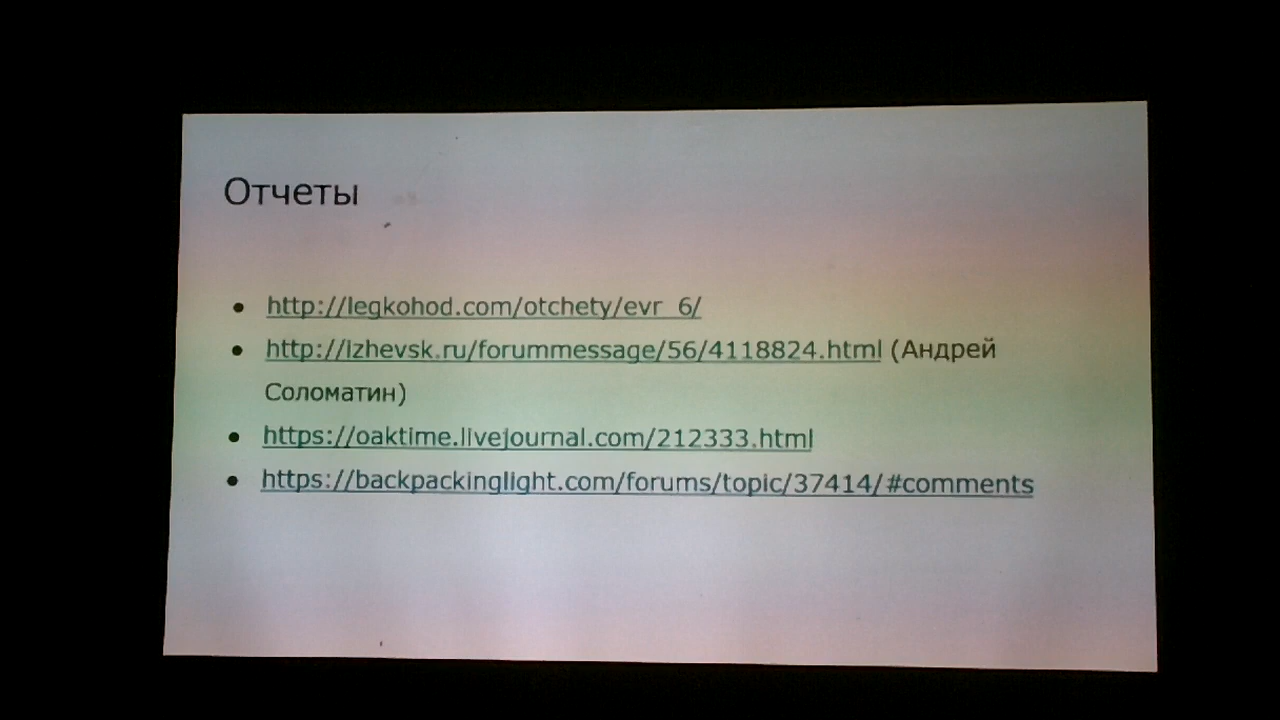 Отчеты
• http://legkohod.com/otchety/evr_6/
• http://izhevsk.ru/forummessage/56/4118824.html (Андрей
Соломатин)
• https://oaktime.livejournal.com/212333.html
• https://backpackinglight.com/forums/topic/37414/#comments